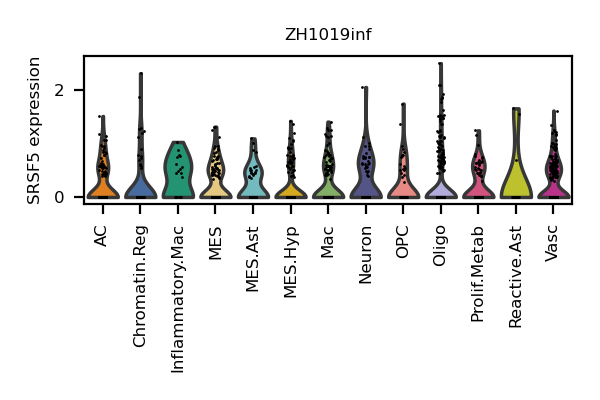 ZH1019inf
SRSF5 expression
2
0
AC
Chromatin.Reg
Inflammatory.Mac
MES
MES.Ast
MES.Hyp
Mac
Neuron
OPC
Oligo
Prolif.Metab
Reactive.Ast
Vasc